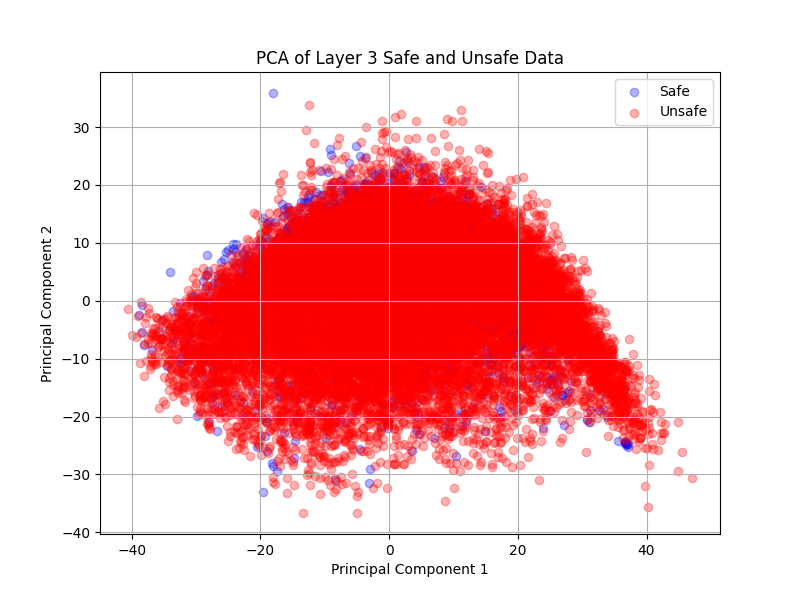 PCA of Layer 3 Safe and Unsafe Data
Safe
Unsafe
30
20
10
0
−10
−20
−30
−40
Principal Component 2
−40
−20
0
20
40
Principal Component 1